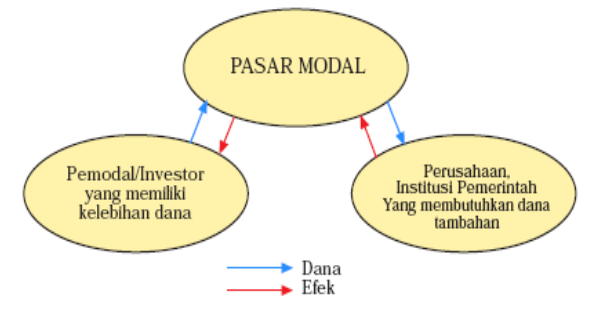 PASAR MODAL
Pemodal/Investor
yang memiliki
kelebihan dana
Perusahaan,
Institusi Pemerintah
Yang membutuhkan dana
tambahan
Dana
Efek